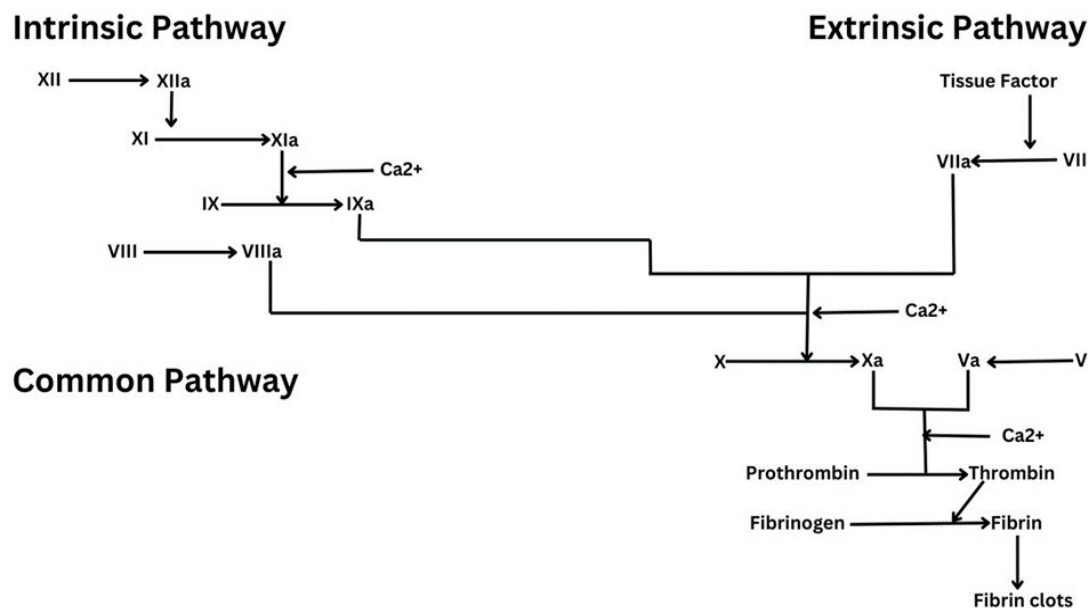 Intrinsic Pathway
Extrinsic Pathway
XII
XIIa
Tissue Factor
XI
XIa
VIIa
VII
Ca2+
IX
IXa
VIII
VIIIa
Ca2+
X
Xa
Va
V
Common Pathway
Ca2+
Prothrombin
Thrombin
Fibrinogen
Fibrin
Fibrin clots